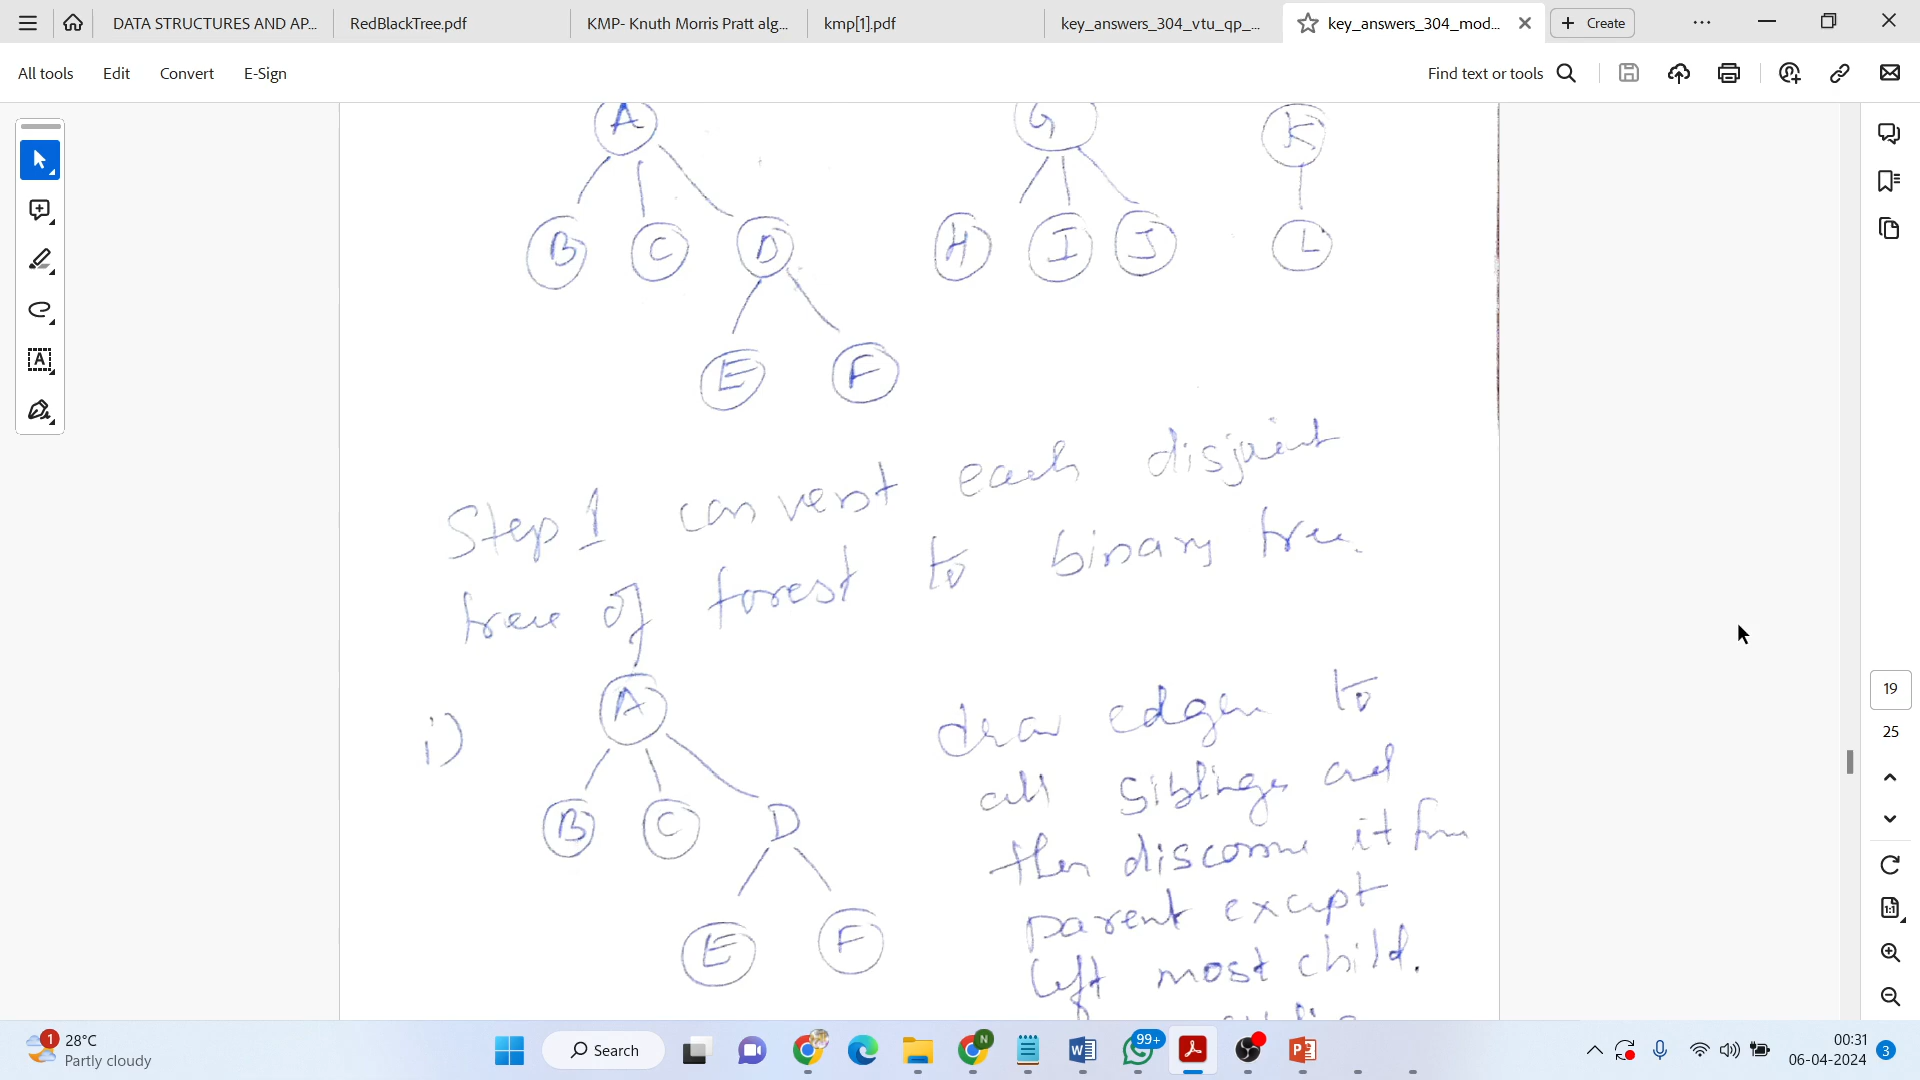 DATA STRUCTURES AND AP...
RedBlackTree.pdf
KMP- Knuth Morris Pratt alg...
kmp[1].pdf
key_answers_304_vtu_qp_...
key_answers_304_mod...
Create
All tools
Edit
Convert
E-Sign
Find text or tools
A G K
B C D H I J L
E F
Step 1 convert each disjoint
tree of forest to binary tree.
i) A
draw edges to
B C D
all siblings and
then it from
E F
parent except
left most child.
19
25
1:1
1
28°C
Partly cloudy
Search
N
99+
00:31
06-04-2024
3